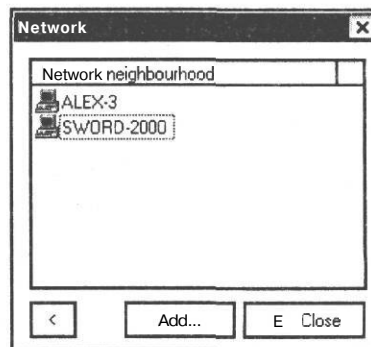 Network
Network neighbourhood
ALEX-3
SWORD-2000
< Add... E Close